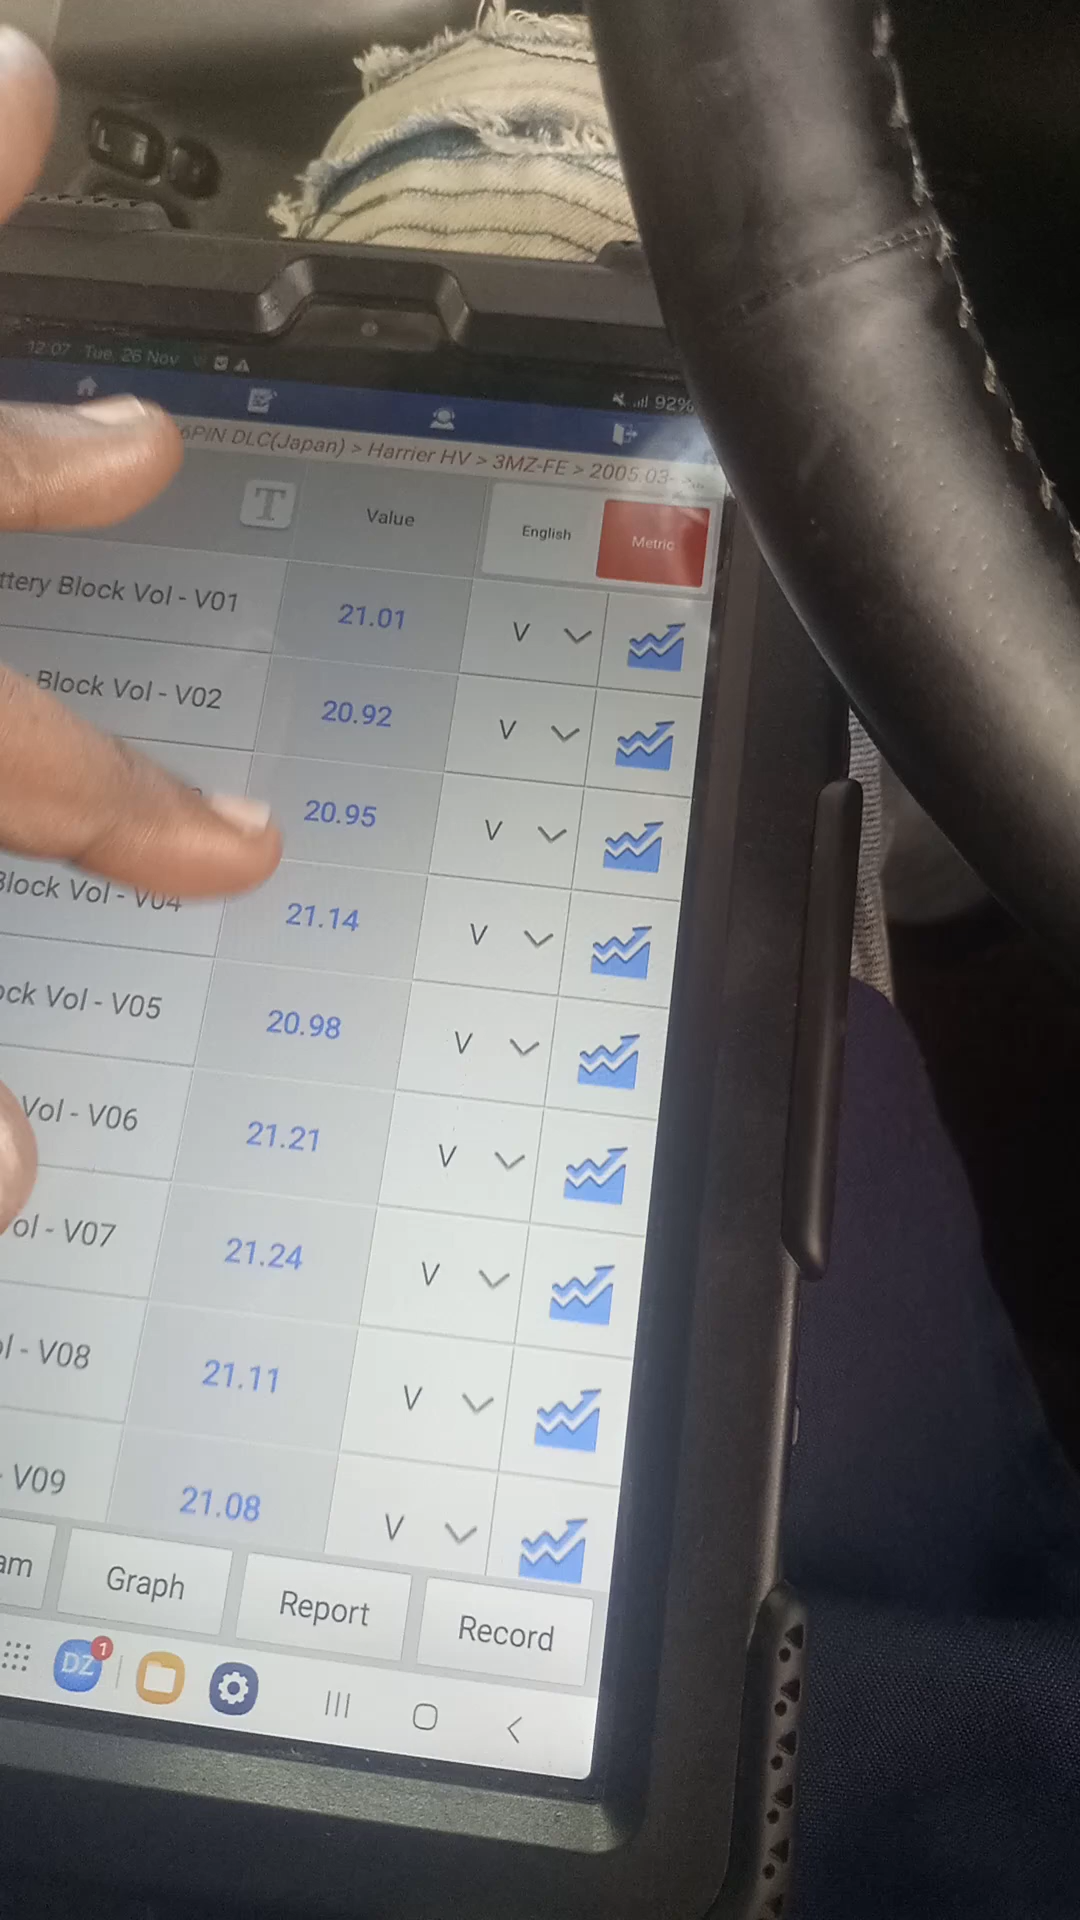 12:07 Tue, 26 Nov
92%
6PIN DLC(Japan) > Harrier HV > 3MZ-FE > 2005.03- >...
T Value English Metric
ttery Block Vol - V01 21.01 V
Block Vol - V02 20.92 V
20.95 V
Block Vol - V04 21.14 V
ock Vol - V05 20.98 V
Vol - V06 21.21 V
ol - V07 21.24 V
ol - V08 21.11 V
- V09 21.08 V
am Graph Report Record
DZ 1